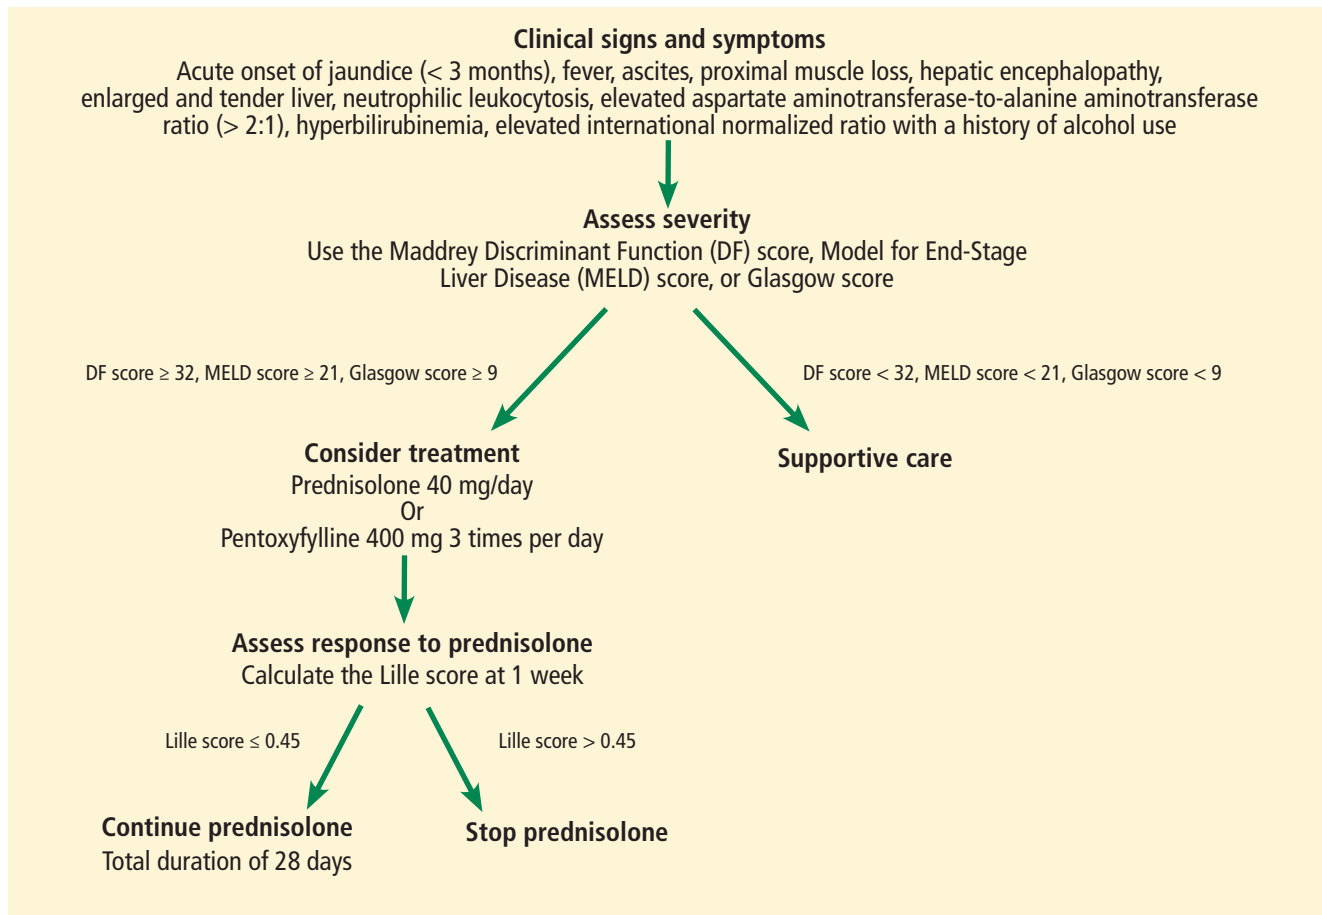 Clinical signs and symptoms
Acute onset of jaundice (< 3 months), fever, ascites, proximal muscle loss, hepatic encephalopathy,
enlarged and tender liver, neutrophilic leukocytosis, elevated aspartate aminotransferase-to-alanine aminotransferase
ratio (> 2:1), hyperbilirubinemia, elevated international normalized ratio with a history of alcohol use
Assess severity
Use the Maddrey Discriminant Function (DF) score, Model for End-Stage
Liver Disease (MELD) score, or Glasgow score
DF score ≥ 32, MELD score ≥ 21, Glasgow score ≥ 9
DF score < 32, MELD score < 21, Glasgow score < 9
Consider treatment
Prednisolone 40 mg/day
Or
Pentoxyfylline 400 mg 3 times per day
Supportive care
Assess response to prednisolone
Calculate the Lille score at 1 week
Lille score ≤ 0.45
Lille score > 0.45
Continue prednisolone
Total duration of 28 days
Stop prednisolone